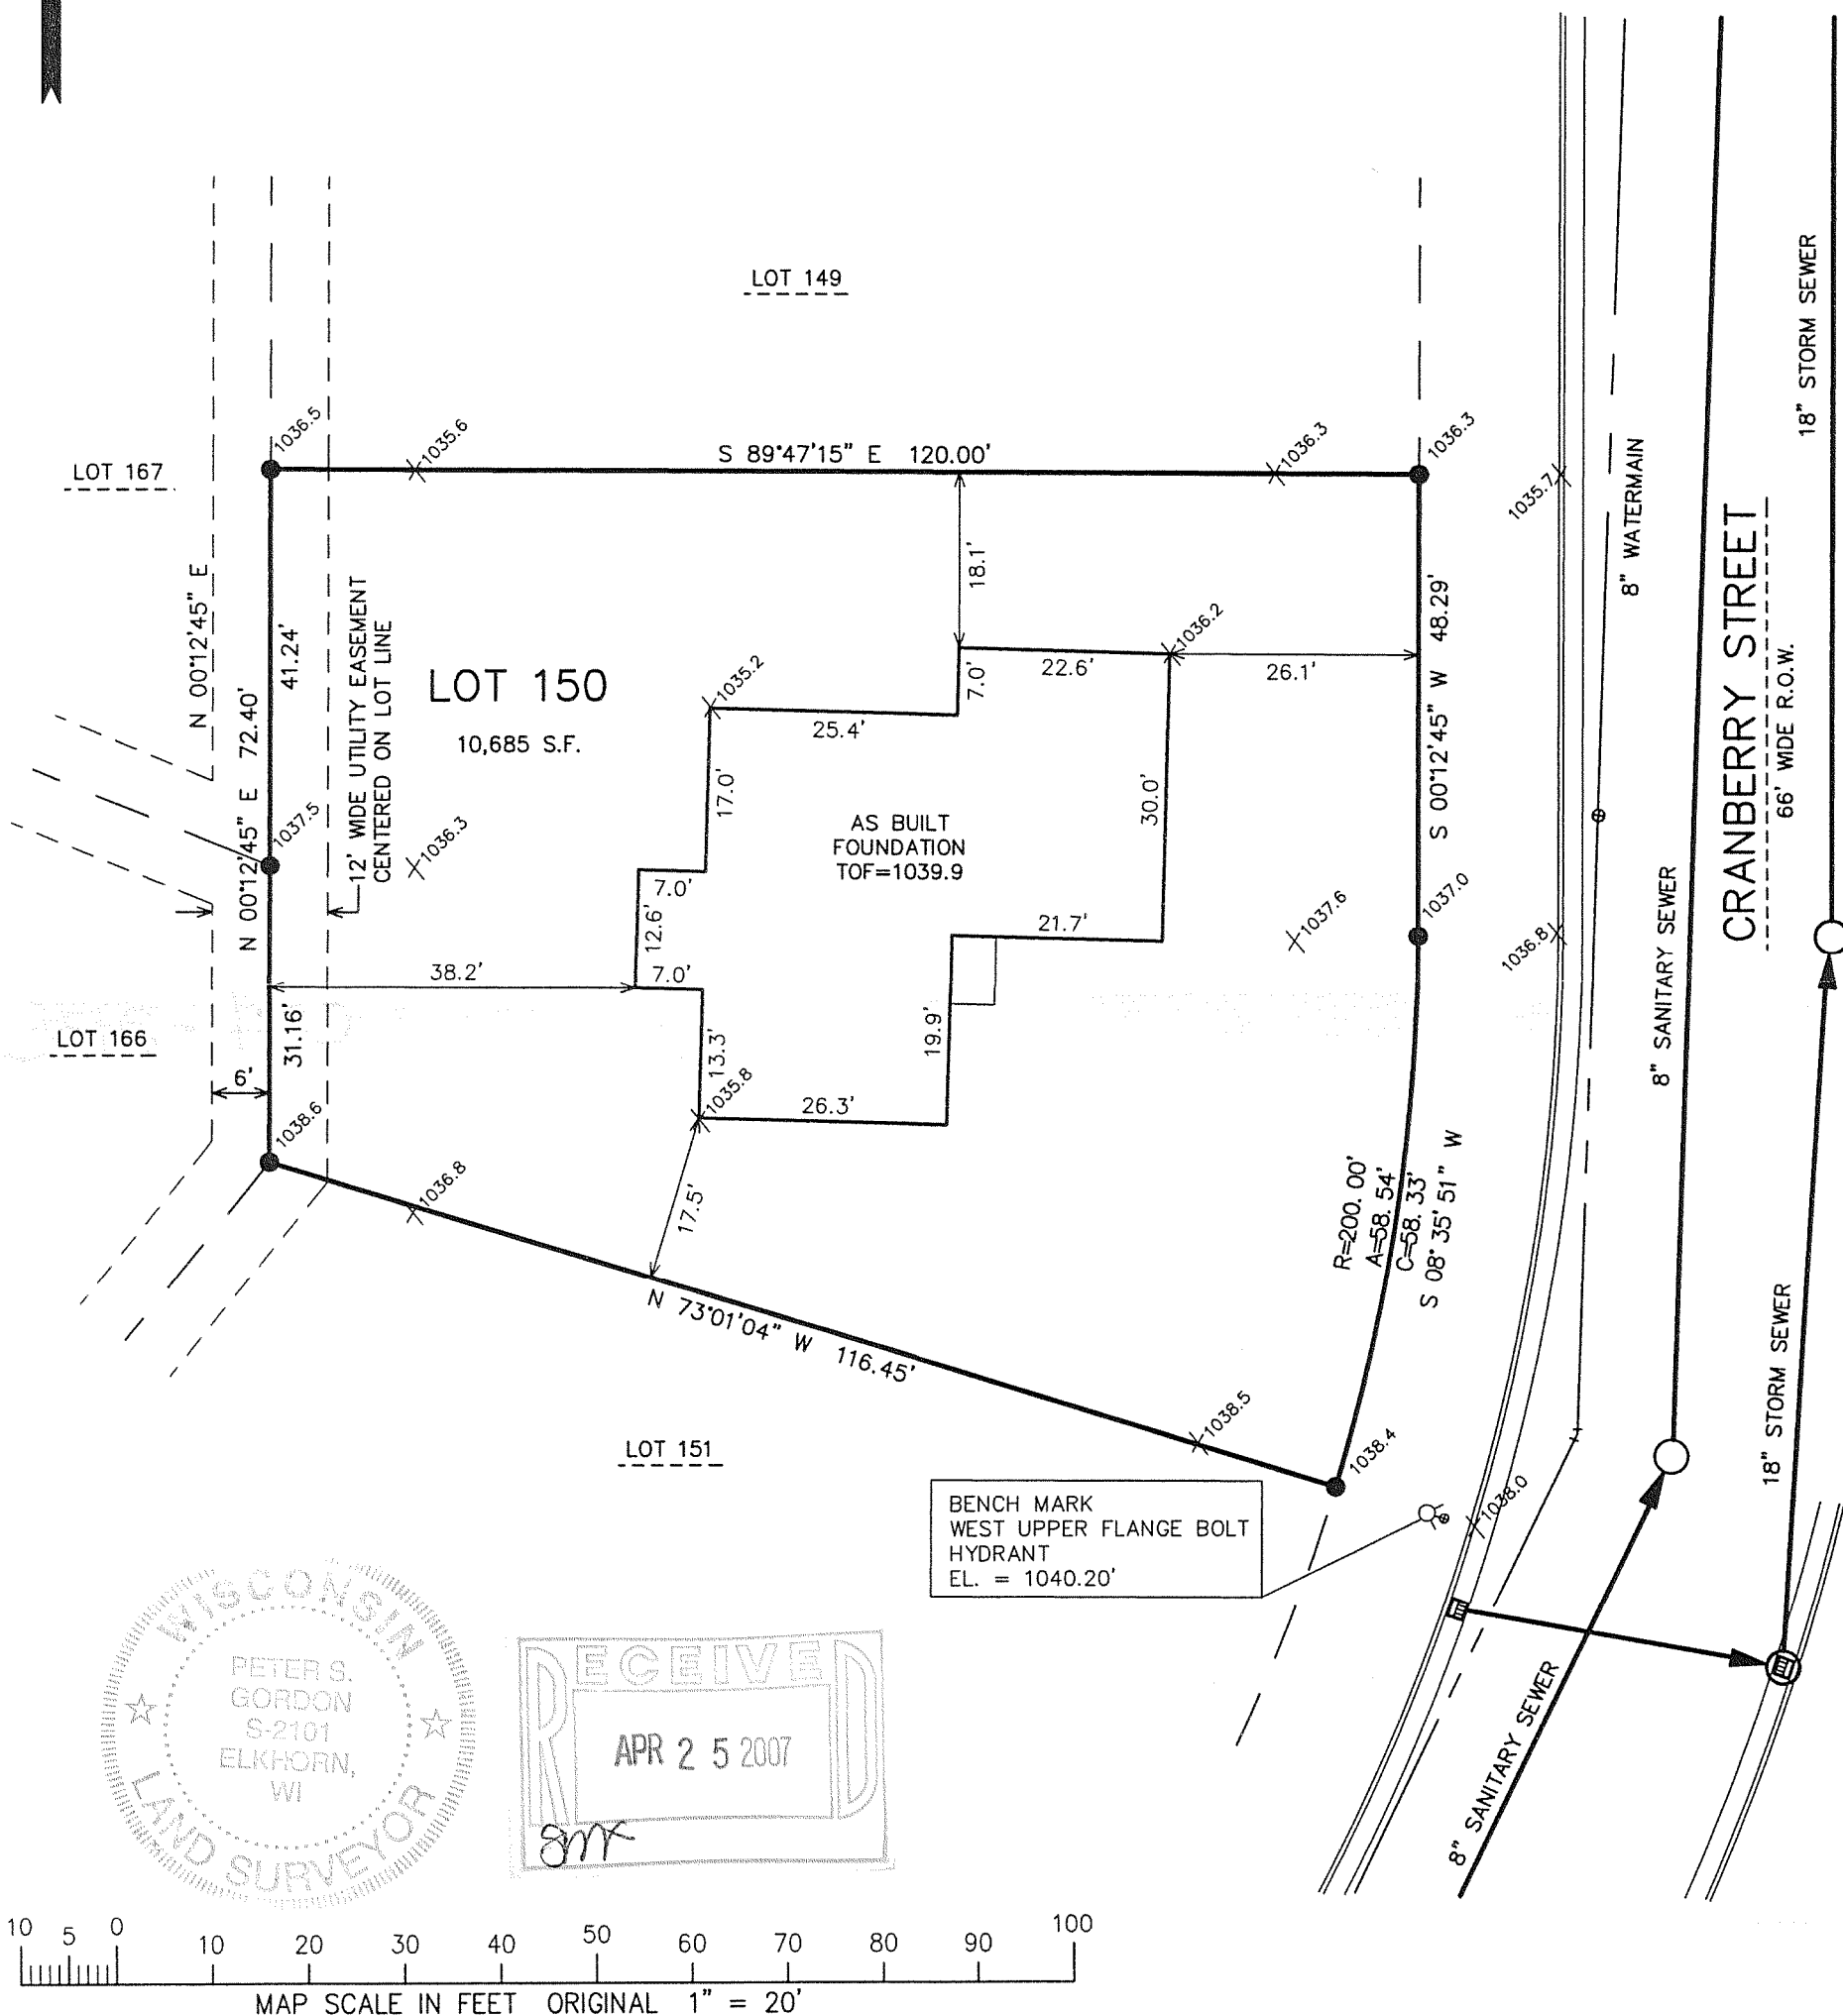 LOT 149
18" STORM SEWER
LOT 167
1036.5
1035.6
S 89°47'15" E 120.00'
1036.3
1036.3
1035.7
8" WATERMAIN
CRANBERRY STREET
66' WIDE R.O.W.
N 00°12'45" E
41.24'
N 00°12'45" E 72.40'
12' WIDE UTILITY EASEMENT
CENTERED ON LOT LINE
LOT 150
10,685 S.F.
18.1'
1036.2
22.6'
26.1'
S 00°12'45" W 48.29'
1035.2
7.0'
25.4'
17.0'
30.0'
AS BUILT
FOUNDATION
TOF=1039.9
1037.5
1036.3
7.0'
12.6'
7.0'
21.7'
1037.6
1037.0
1036.8
8" SANITARY SEWER
38.2'
19.9'
LOT 166
31.16'
6'
13.3'
1035.8
26.3'
1038.6
1036.8
17.5'
R=200.00'
A=58.54'
C=58.33'
S 08°35'51" W
N 73°01'04" W 116.45'
18" STORM SEWER
LOT 151
1038.5
1038.4
1038.0
BENCH MARK
WEST UPPER FLANGE BOLT
HYDRANT
EL. = 1040.20'
8" SANITARY SEWER
WISCONSIN
PETER S.
GORDON
S-2101
ELKHORN,
WI
LAND SURVEYOR
RECEIVED
APR 25 2007
10 5 0 10 20 30 40 50 60 70 80 90 100
MAP SCALE IN FEET ORIGINAL 1" = 20'